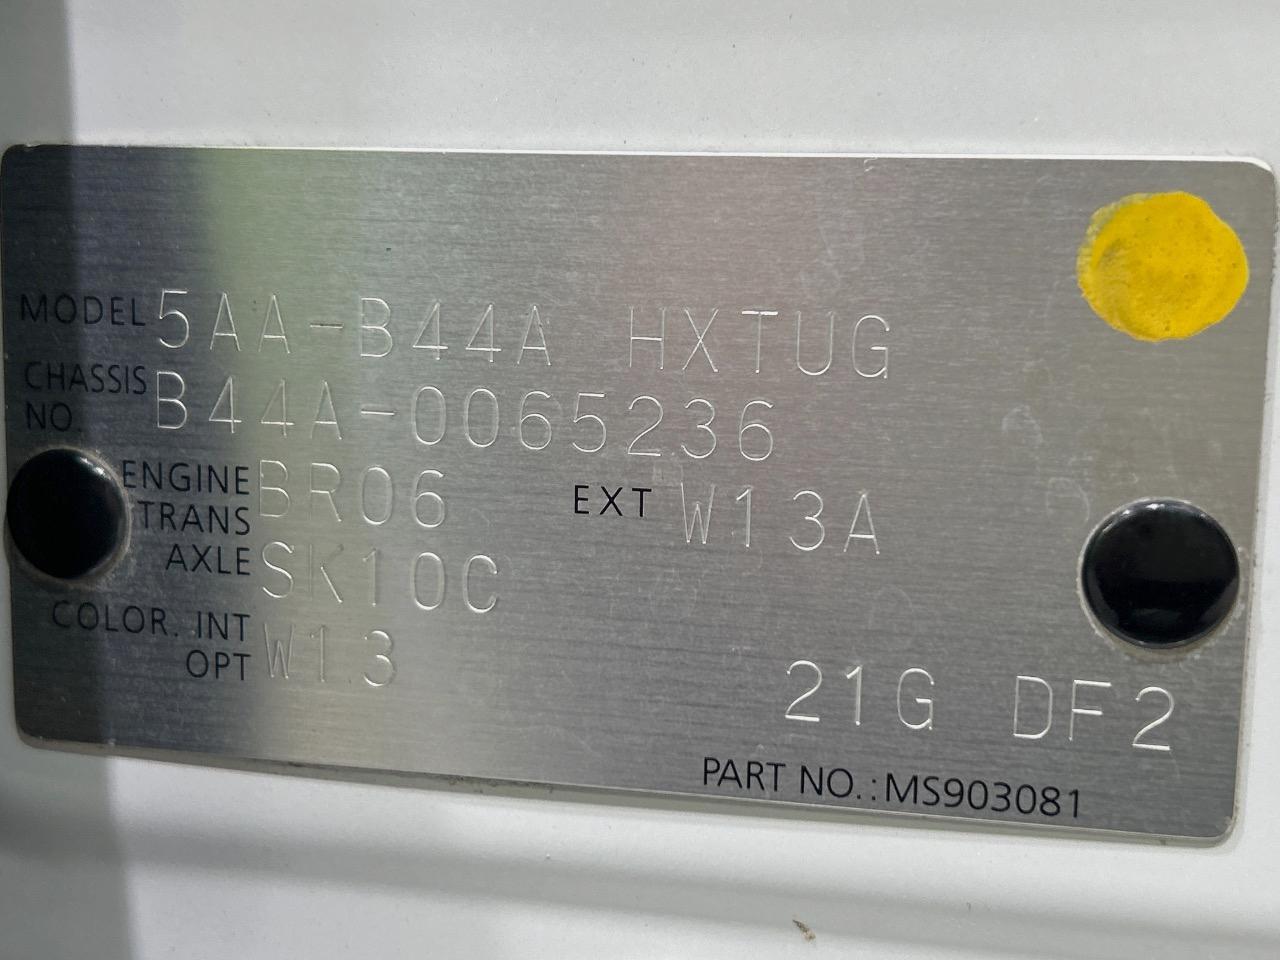 MODEL 5AA-B44A HXTUG
CHASSIS NO. B44A-0065236
ENGINE BR06 EXT W13A
TRANS AXLE SK10C
COLOR. INT OPT W13
21G DF2
PART NO.:MS903081